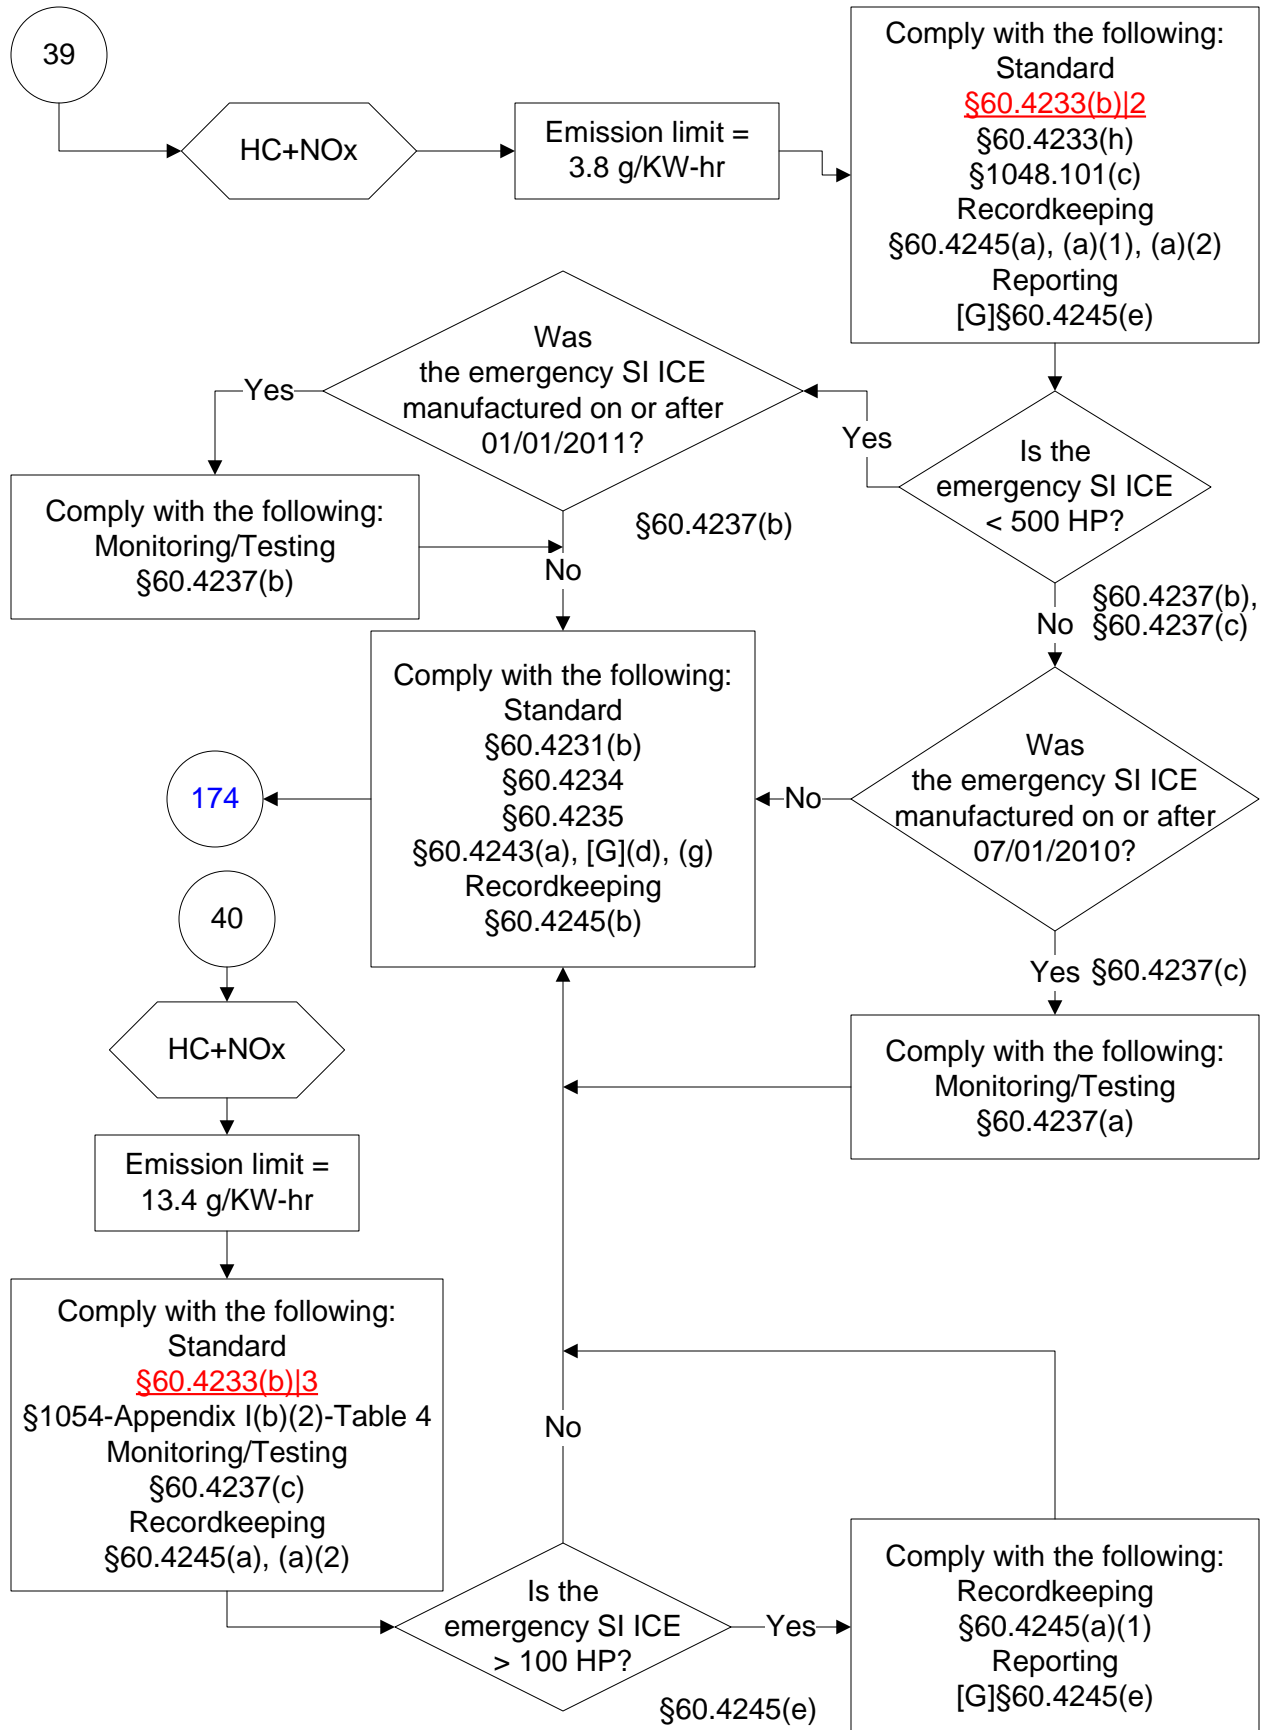 39
HC+NOx
Emission limit =
3.8 g/KW-hr
Comply with the following:
Standard
§60.4233(b)|2
§60.4233(h)
§1048.101(c)
Recordkeeping
§60.4245(a), (a)(1), (a)(2)
Reporting
[G]§60.4245(e)
Is the
emergency SI ICE
< 500 HP?
Yes
§60.4237(b)
Was
the emergency SI ICE
manufactured on or after
01/01/2011?
Yes
Comply with the following:
Monitoring/Testing
§60.4237(b)
No
No
§60.4237(b),
§60.4237(c)
Was
the emergency SI ICE
manufactured on or after
07/01/2010?
No
Yes
§60.4237(c)
Comply with the following:
Monitoring/Testing
§60.4237(a)
Comply with the following:
Standard
§60.4231(b)
§60.4234
§60.4235
§60.4243(a), [G](d), (g)
Recordkeeping
§60.4245(b)
174
40
HC+NOx
Emission limit =
13.4 g/KW-hr
Comply with the following:
Standard
§60.4233(b)|3
§1054-Appendix I(b)(2)-Table 4
Monitoring/Testing
§60.4237(c)
Recordkeeping
§60.4245(a), (a)(2)
Is the
emergency SI ICE
> 100 HP?
No
Yes
§60.4245(e)
Comply with the following:
Recordkeeping
§60.4245(a)(1)
Reporting
[G]§60.4245(e)